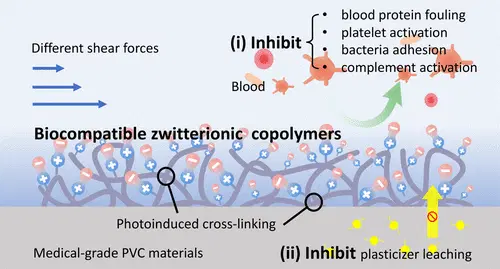 Different shear forces
(i) Inhibit
• blood protein fouling
• platelet activation
• bacteria adhesion
• complement activation
Blood
Biocompatible zwitterionic copolymers
Photoinduced cross-linking
Medical-grade PVC materials
(ii) Inhibit plasticizer leaching